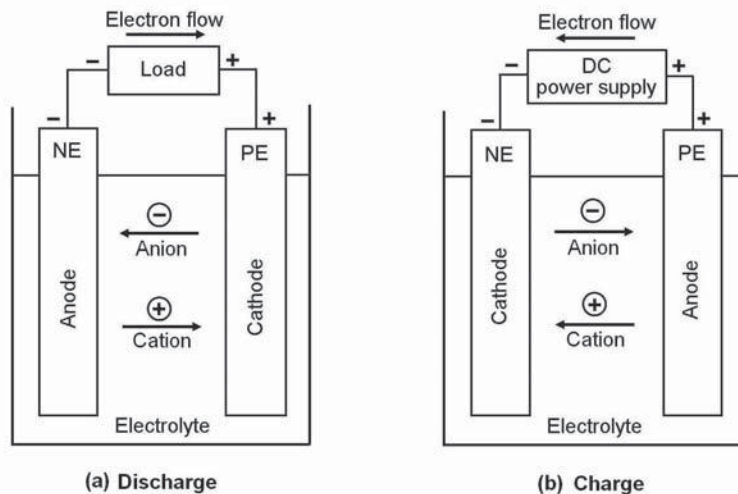 Electron flow
− Load +
−
+
NE
PE
−
Anion
+
Cation
Anode
Cathode
Electrolyte
(a) Discharge
Electron flow
− DC +
power supply
−
+
NE
PE
−
Anion
+
Cation
Cathode
Anode
Electrolyte
(b) Charge